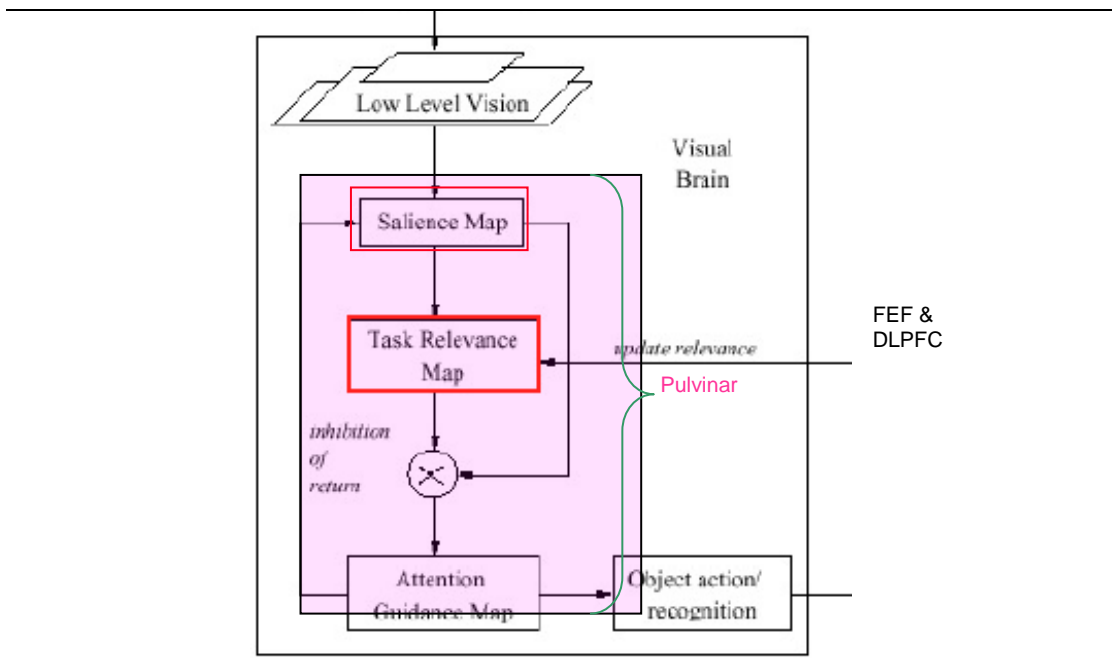 Low Level Vision
Visual
Brain
Salience Map
FEF &
DLPFC
Task Relevance
Map
update relevance
Pulvinar
inhibition
of
return
Attention
Guidance Map
Object action/
recognition